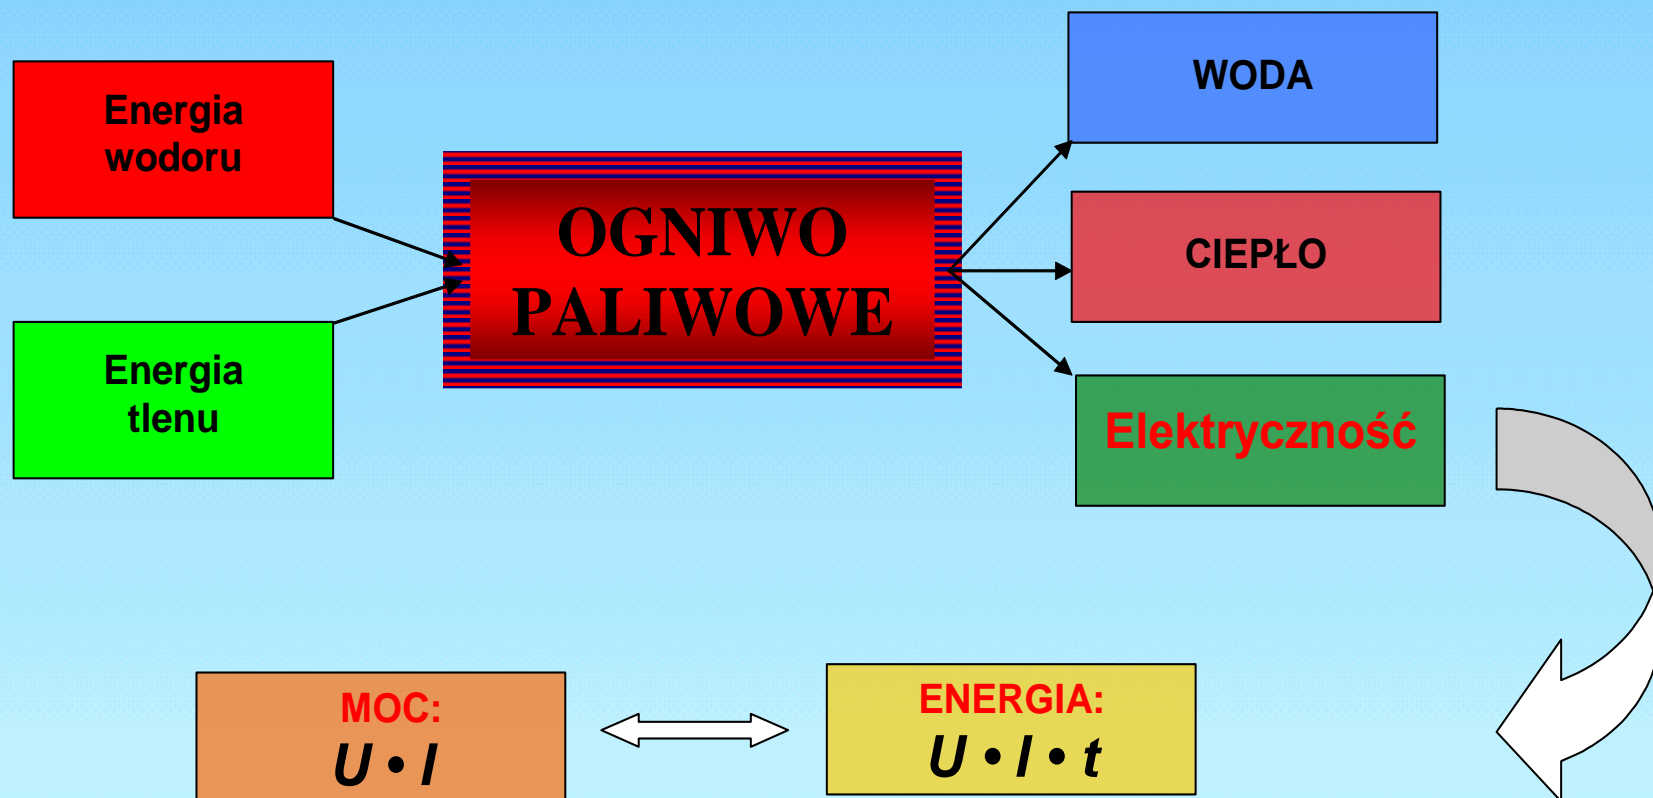 Energia
wodoru
Energia
tlenu
OGNIWO
PALIWOWE
WODA
CIEPŁO
Elektryczność
MOC:
U • I
ENERGIA:
U • I • t